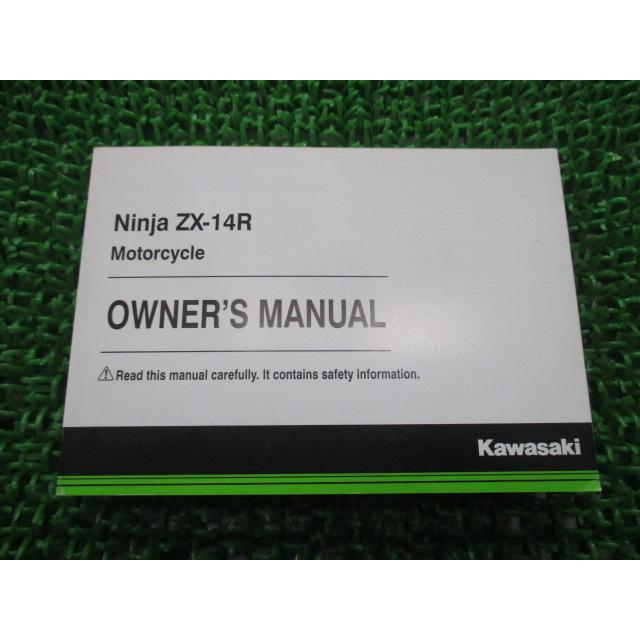 Ninja ZX-14R
Motorcycle
OWNER'S MANUAL
⚠Read this manual carefully. It contains safety information.
Kawasaki